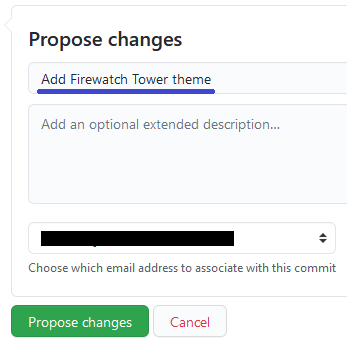 Propose changes
Add Firewatch Tower theme
Add an optional extended description...
Choose which email address to associate with this commit
Propose changes
Cancel